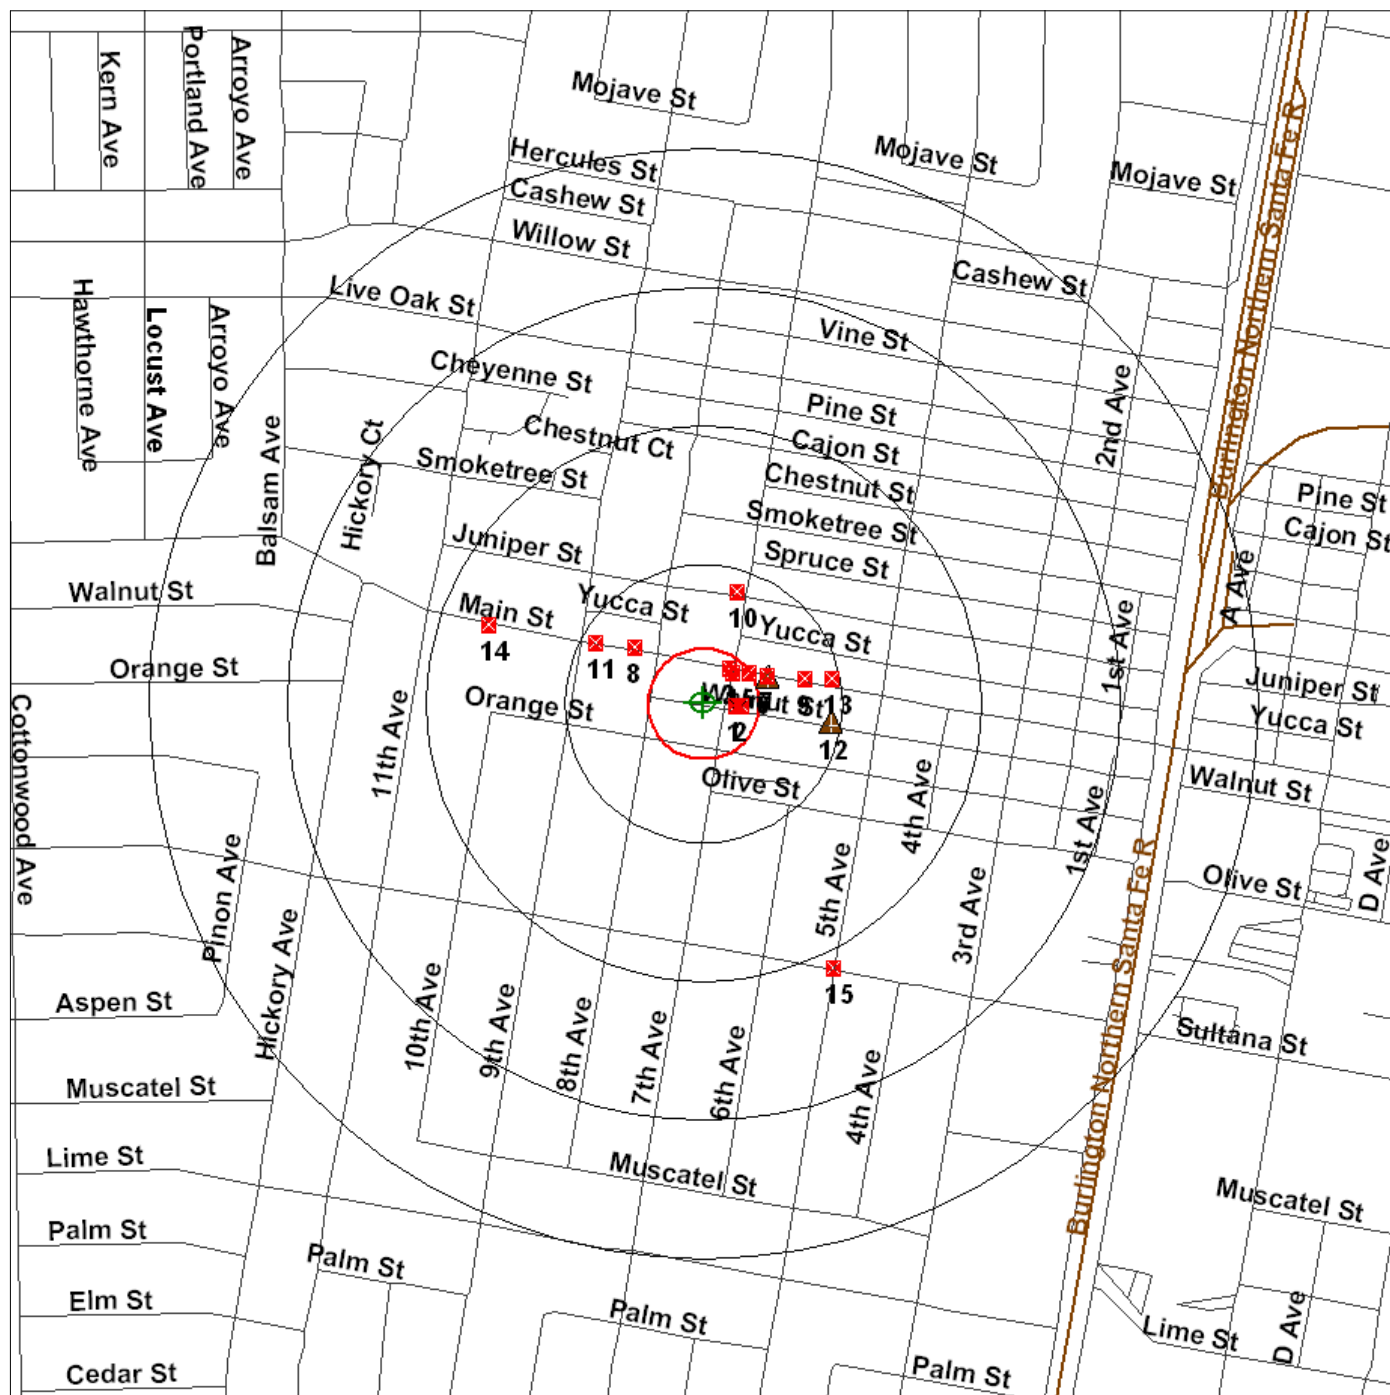 Kern Ave
Portland Ave
Arroyo Ave
Mojave St
Hercules St
Mojave St
Mojave St
Cashew St
Willow St
Cashew St
Live Oak St
Hawthorne Ave
Locust Ave
Arroyo Ave
Vine St
Cheyenne St
Pine St
2nd Ave
Balsam Ave
Hickory Ct
Chestnut Ct
Cajon St
Smoketree St
Chestnut St
Burlington Northern Santa Fe R
Pine St
Smoketree St
Cajon St
Juniper St
Spruce St
A Ave
Walnut St
Main St
Yucca St
10
Yucca St
1st Ave
14
11
8
Orange St
Orange St
Walnut St
9
13
Juniper St
Yucca St
1
2
12
Cottonwood Ave
11th Ave
Olive St
4th Ave
Walnut St
1st Ave
Pinon Ave
5th Ave
3rd Ave
Olive St
D Ave
Hickory Ave
15
Aspen St
10th Ave
9th Ave
8th Ave
7th Ave
6th Ave
4th Ave
Sultana St
Burlington Northern Santa Fe R
Muscatel St
Lime St
Muscatel St
Muscatel St
Palm St
Palm St
Elm St
Palm St
Lime St
D Ave
Cedar St
Palm St